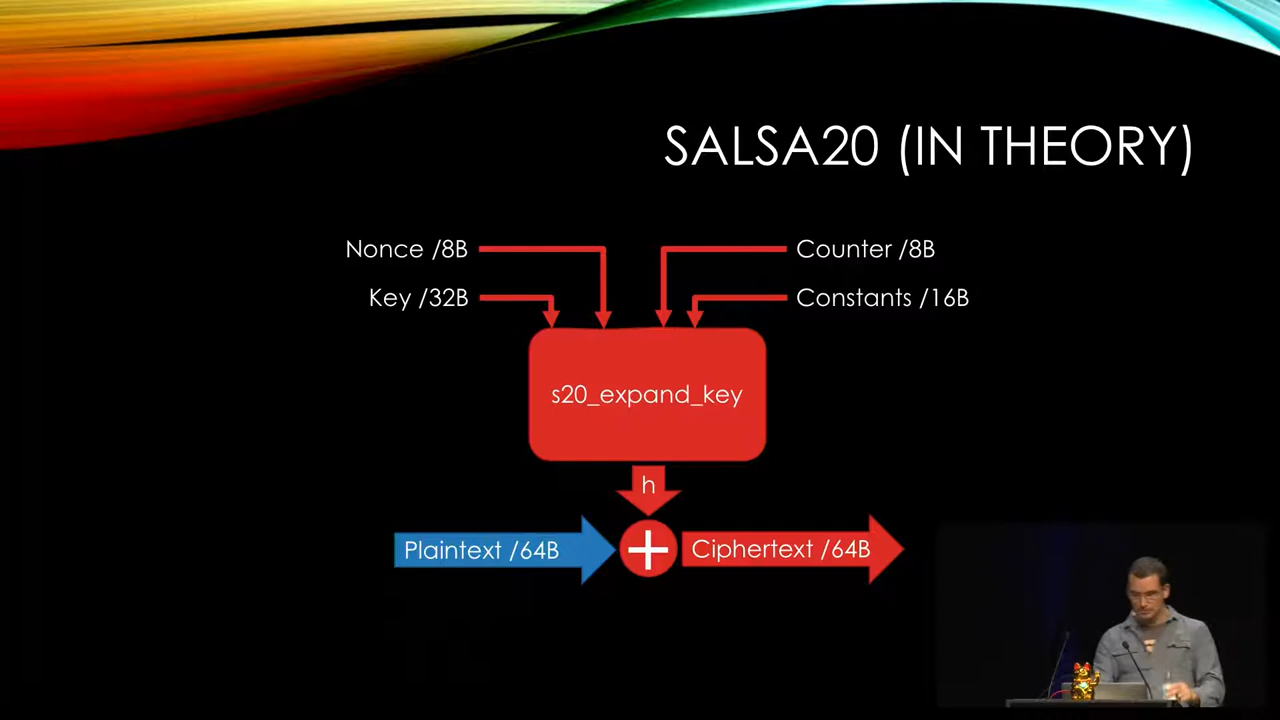 SALSA20 (IN THEORY)
Nonce /8B
Counter /8B
Key /32B
Constants /16B
s20_expand_key
h
Plaintext /64B
Ciphertext /64B